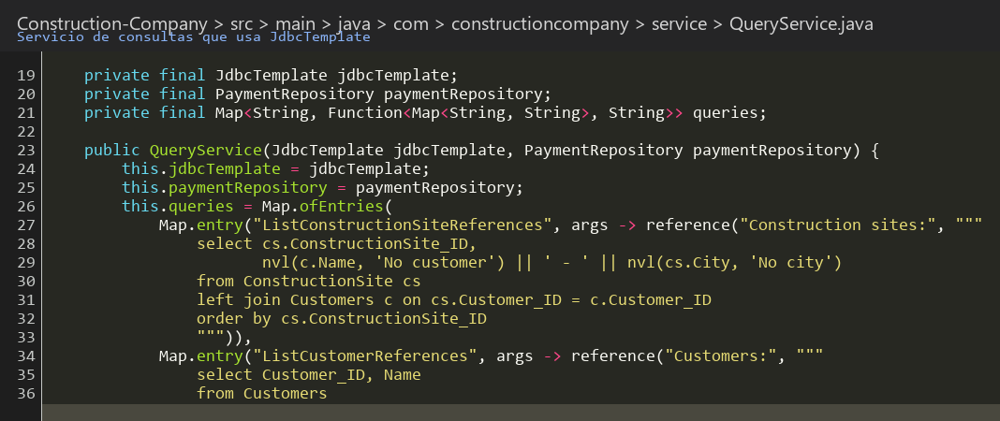 Construction-Company > src > main > java > com > constructioncompany > service > QueryService.java
Servicio de consultas que usa JdbcTemplate
19     private final JdbcTemplate jdbcTemplate;
20     private final PaymentRepository paymentRepository;
21     private final Map<String, Function<Map<String, String>, String>> queries;
22
23     public QueryService(JdbcTemplate jdbcTemplate, PaymentRepository paymentRepository) {
24         this.jdbcTemplate = jdbcTemplate;
25         this.paymentRepository = paymentRepository;
26         this.queries = Map.ofEntries(
27             Map.entry("ListConstructionSiteReferences", args -> reference("Construction sites:", """
28                 select cs.ConstructionSite_ID,
29                        nvl(c.Name, 'No customer') || ' - ' || nvl(cs.City, 'No city')
30                 from ConstructionSite cs
31                 left join Customers c on cs.Customer_ID = c.Customer_ID
32                 order by cs.ConstructionSite_ID
33                 """)),
34             Map.entry("ListCustomerReferences", args -> reference("Customers:", """
35                 select Customer_ID, Name
36                 from Customers